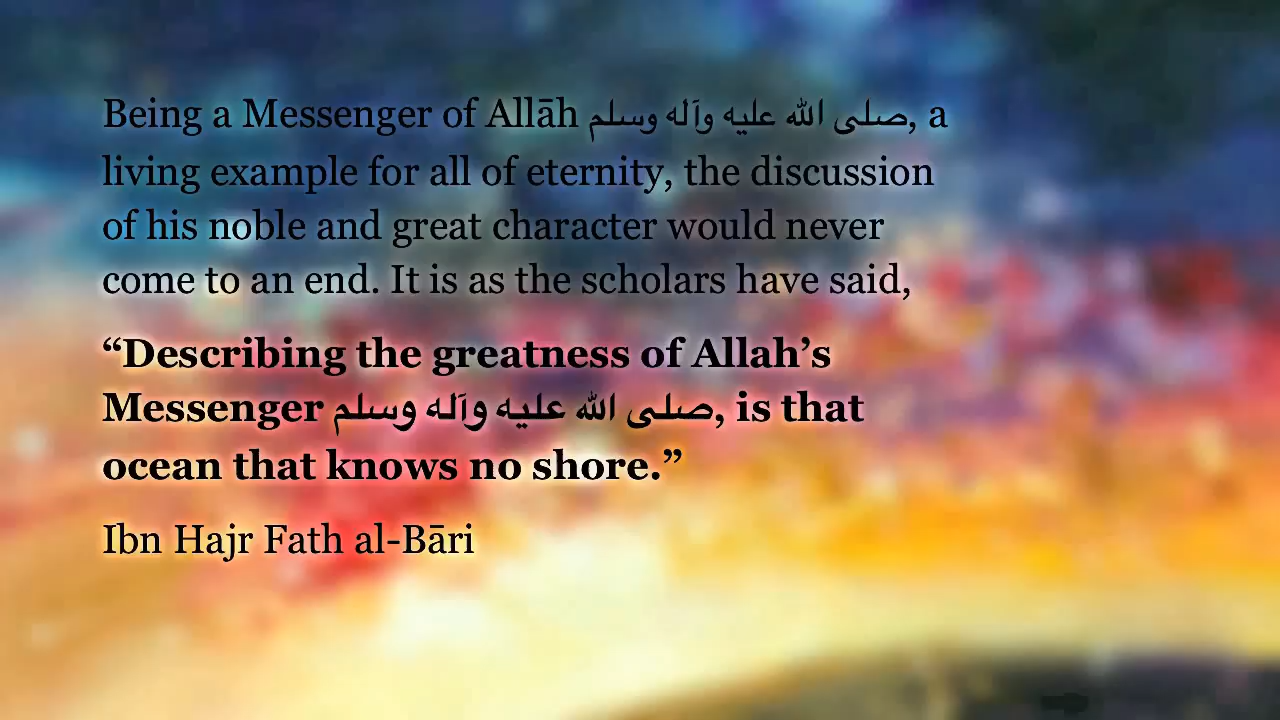 Being a Messenger of Allāh صلى الله عليه وآله وسلم, a
living example for all of eternity, the discussion
of his noble and great character would never
come to an end. It is as the scholars have said,
“Describing the greatness of Allah’s
Messenger صلى الله عليه وآله وسلم, is that
ocean that knows no shore.”
Ibn Hajr Fath al-Bāri